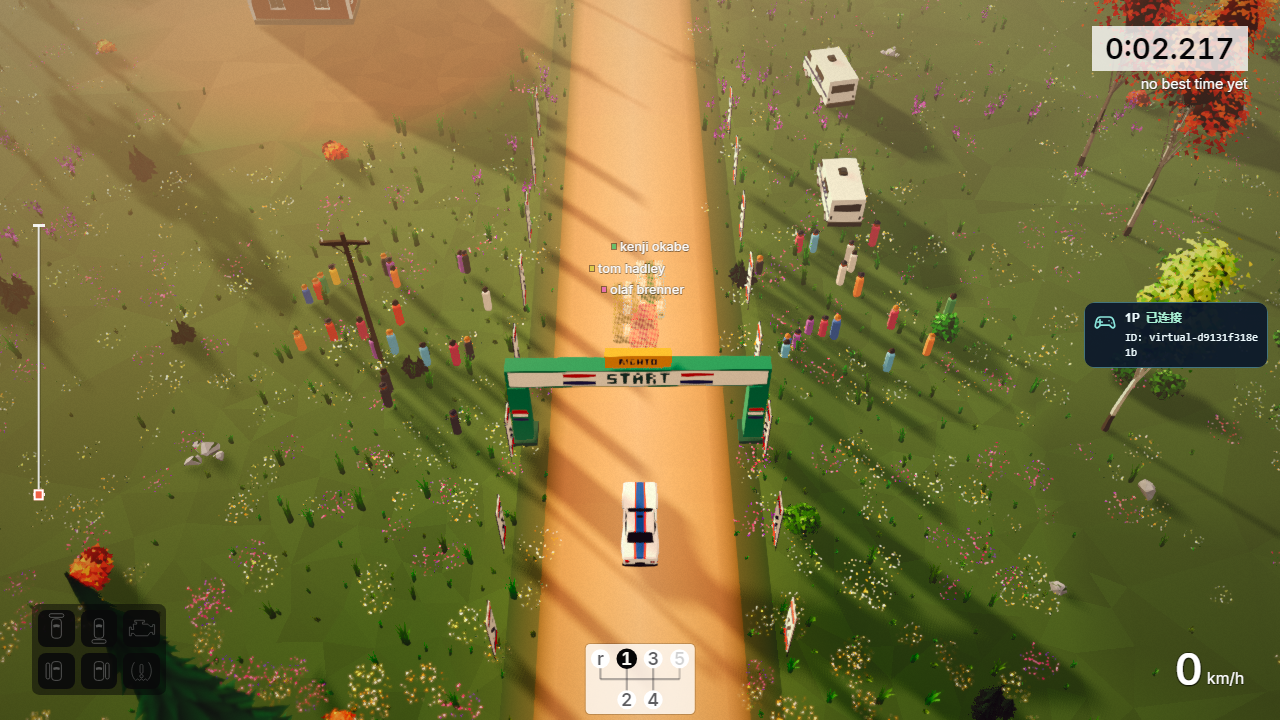 0:02.217
no best time yet
kenji okabe
tom hadley
olaf brenner
1P 已连接
ID: virtual-d9131f318e
1b
START
r 1 3 5
2 4
0 km/h